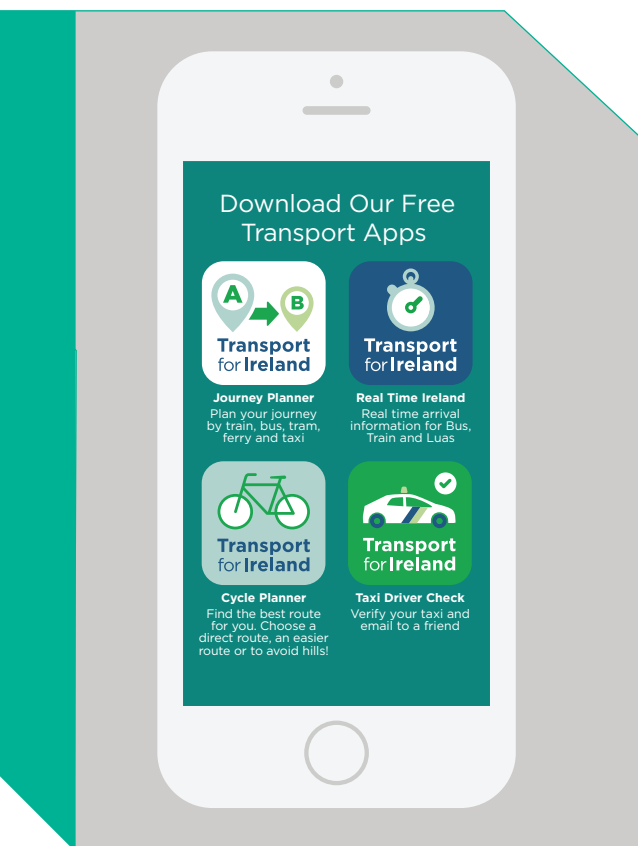 Download Our Free
Transport Apps
A
B
Transport
for Ireland
Journey Planner
Plan your journey
by train, bus, tram,
ferry and taxi
Transport
for Ireland
Real Time Ireland
Real time arrival
information for Bus,
Train and Luas
Transport
for Ireland
Cycle Planner
Find the best route
for you. Choose a
direct route, an easier
route or to avoid hills!
Transport
for Ireland
Taxi Driver Check
Verify your taxi and
email to a friend